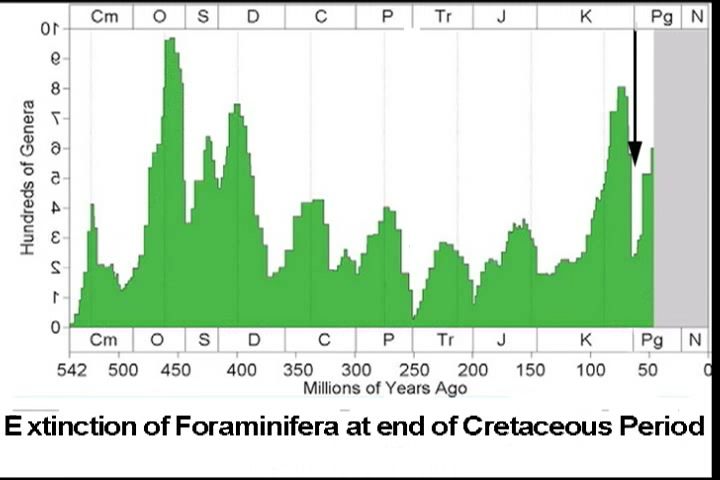 Cm O S D C P Tr J K Pg N
10
9
8
7
6
5
4
3
2
1
0
Hundreds of Genera
Cm O S D C P Tr J K Pg N
542 500 450 400 350 300 250 200 150 100 50 0
Millions of Years Ago
Extinction of Foraminifera at end of Cretaceous Period